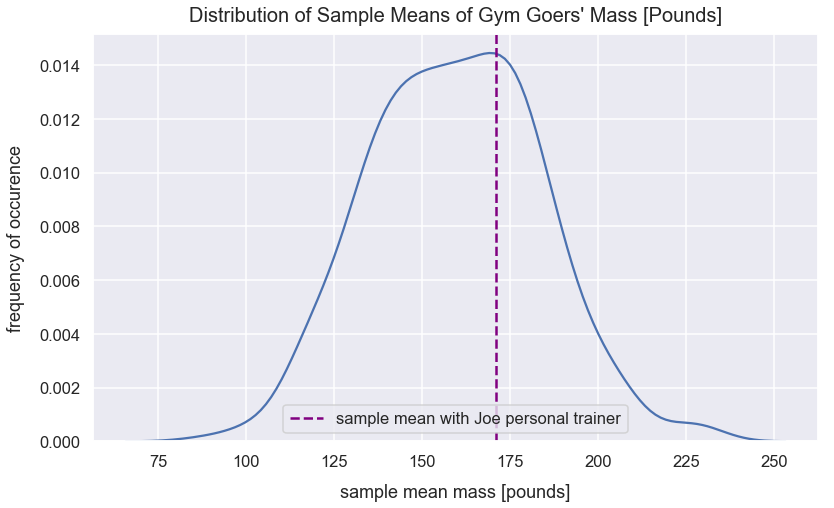 Distribution of Sample Means of Gym Goers' Mass [Pounds]
frequency of occurence
0.014
0.012
0.010
0.008
0.006
0.004
0.002
0.000
sample mean with Joe personal trainer
75 100 125 150 175 200 225 250
sample mean mass [pounds]